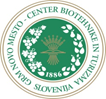 GRM NOVO MESTO - CENTER BIOTEHNIKE IN TURIZMA
SLOVENIJA
1886